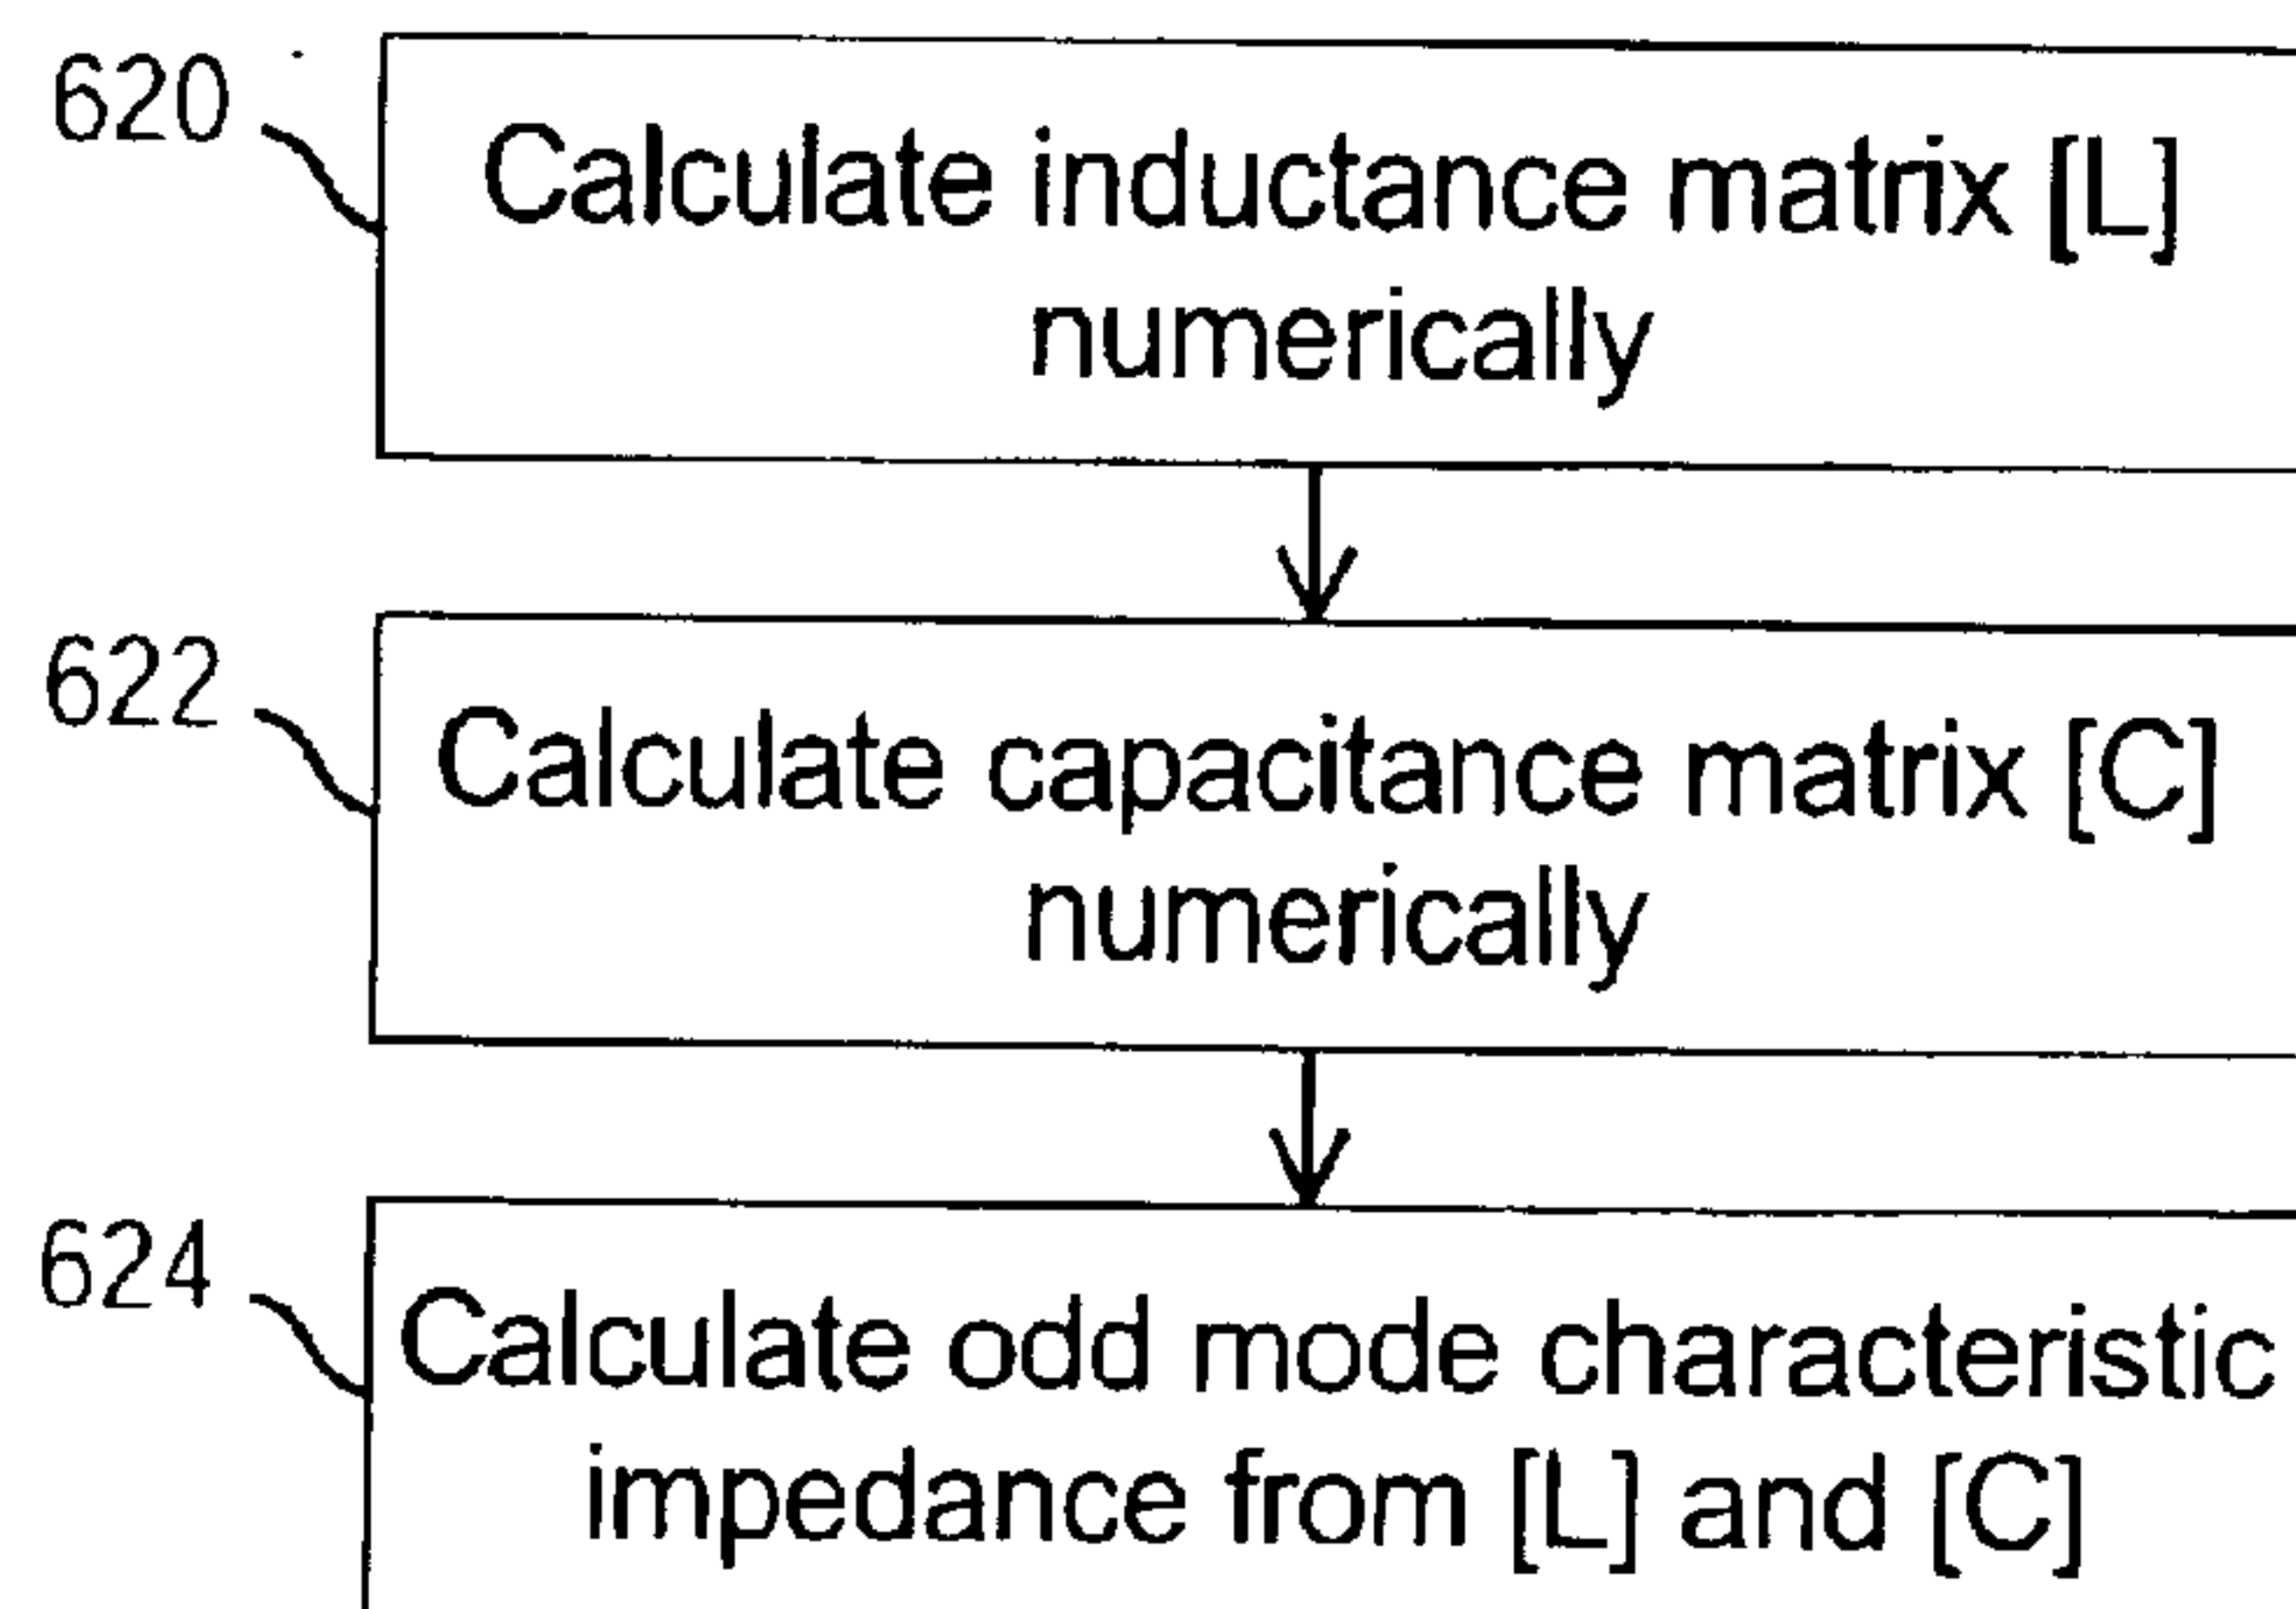 620
Calculate inductance matrix [L]
numerically
622
Calculate capacitance matrix [C]
numerically
624
Calculate odd mode characteristic
impedance from [L] and [C]